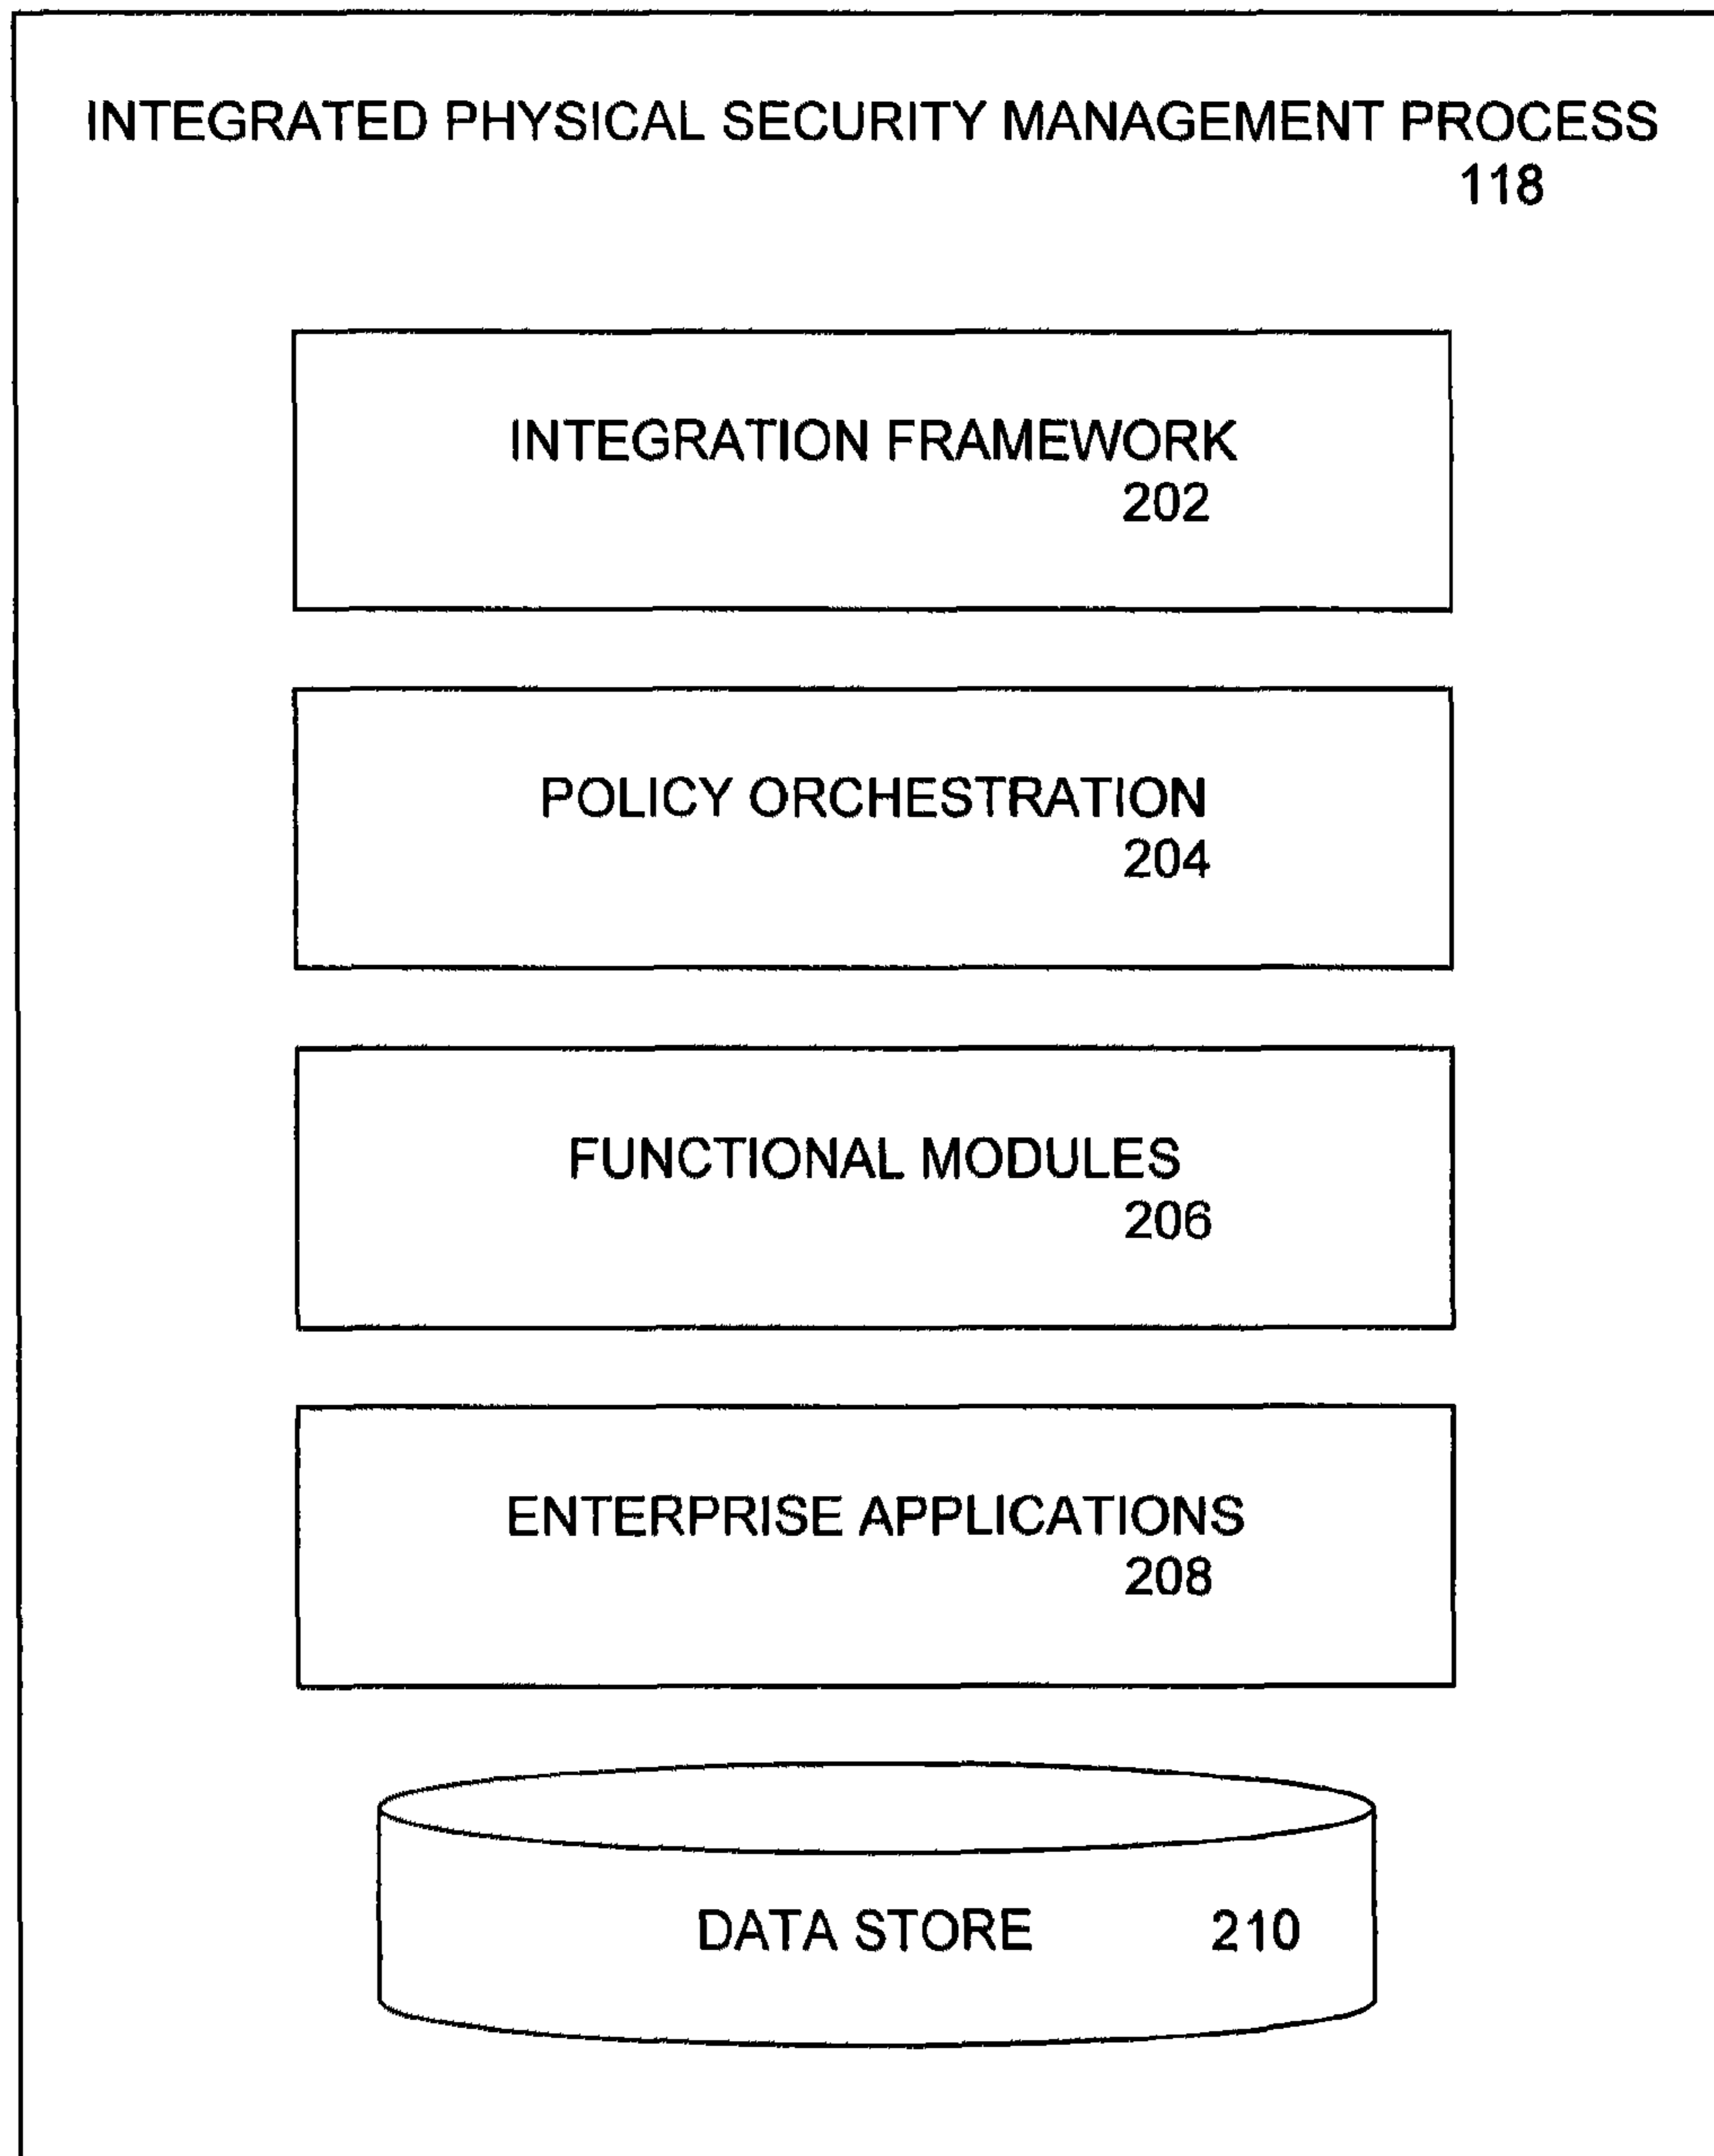 INTEGRATED PHYSICAL SECURITY MANAGEMENT PROCESS
118
INTEGRATION FRAMEWORK
202
POLICY ORCHESTRATION
204
FUNCTIONAL MODULES
206
ENTERPRISE APPLICATIONS
208
DATA STORE 210